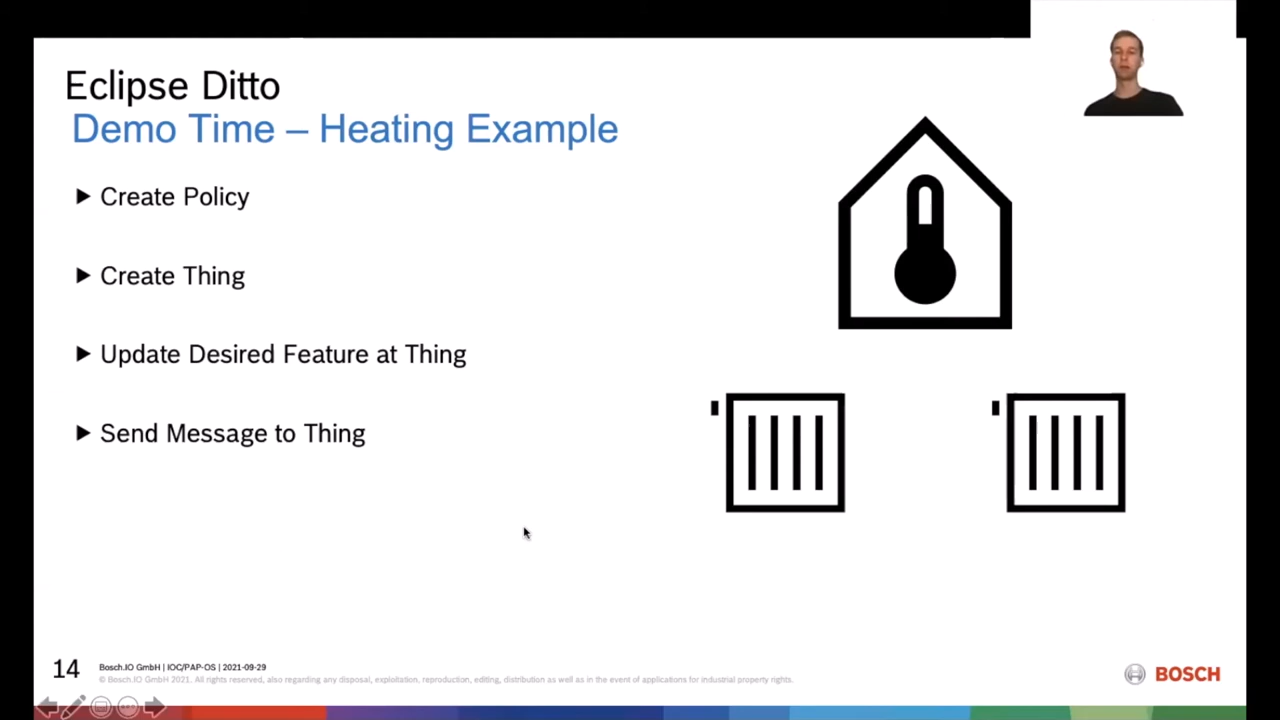 Eclipse Ditto
Demo Time – Heating Example
Create Policy
Create Thing
Update Desired Feature at Thing
Send Message to Thing
14
Bosch.IO GmbH | IOC/PAP-OS | 2021-09-29
© Bosch.IO GmbH 2021. All rights reserved, also regarding any disposal, exploitation, reproduction, editing, distribution as well as in the event of applications for industrial property rights.
BOSCH